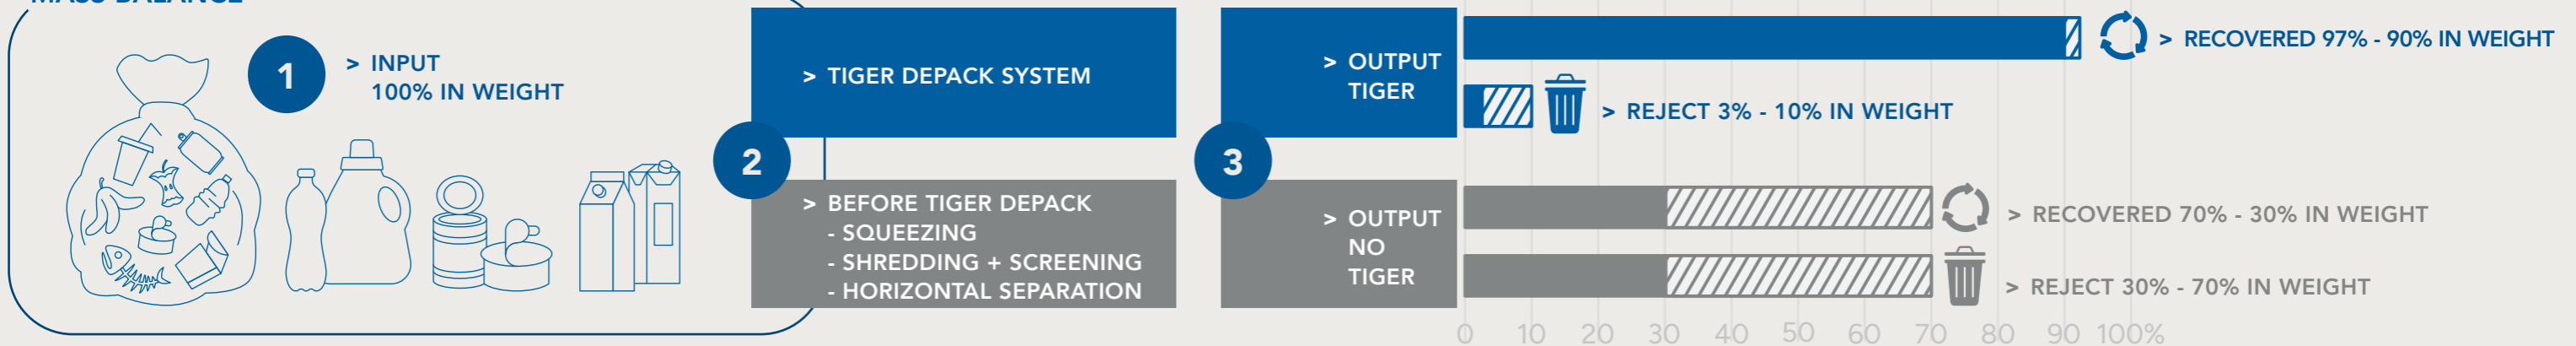 1
> INPUT
100% IN WEIGHT
2
> TIGER DEPACK SYSTEM
> BEFORE TIGER DEPACK
- SQUEEZING
- SHREDDING + SCREENING
- HORIZONTAL SEPARATION
3
> OUTPUT
TIGER
> RECOVERED 97% - 90% IN WEIGHT
> REJECT 3% - 10% IN WEIGHT
> OUTPUT
NO
TIGER
> RECOVERED 70% - 30% IN WEIGHT
> REJECT 30% - 70% IN WEIGHT
0 10 20 30 40 50 60 70 80 90 100%